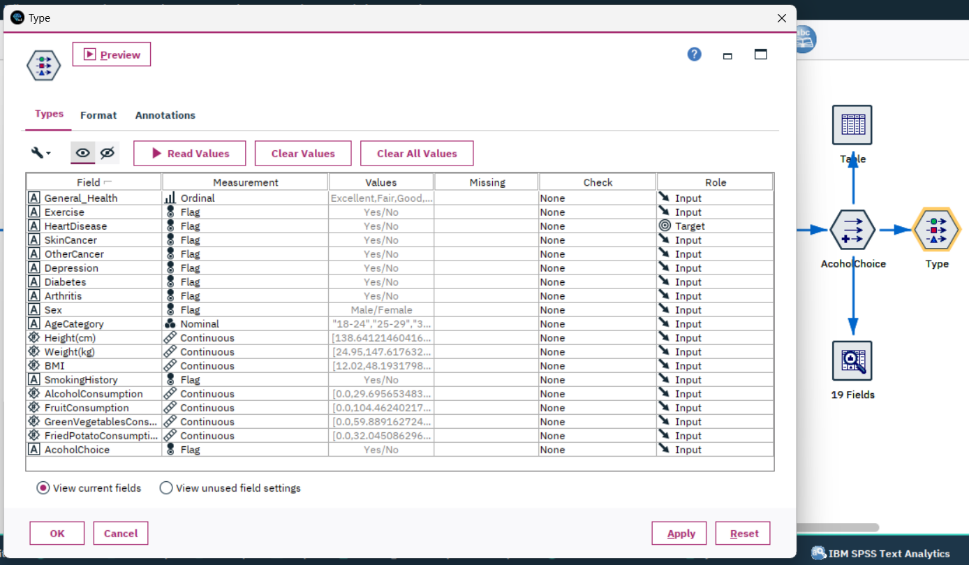 Type
Preview
Types Format Annotations
Read Values Clear Values Clear All Values
Field Measurement Values Missing Check Role
General_Health Ordinal Excellent,Fair,Good,... None Input
Exercise Flag Yes/No None Input
HeartDisease Flag Yes/No None Target
SkinCancer Flag Yes/No None Input
OtherCancer Flag Yes/No None Input
Depression Flag Yes/No None Input
Diabetes Flag Yes/No None Input
Arthritis Flag Yes/No None Input
Sex Flag Male/Female None Input
AgeCategory Nominal "18-24","25-29","3... None Input
Height(cm) Continuous [138.64121460416... None Input
Weight(kg) Continuous [24.95,147.617632... None Input
BMI Continuous [12.02,48.1931798... None Input
SmokingHistory Flag Yes/No None Input
AlcoholConsumption Continuous [0.0,29.695653483... None Input
FruitConsumption Continuous [0.0,104.46240217... None Input
GreenVegetablesCons... Continuous [0.0,59.889162724... None Input
FriedPotatoConsumpti... Continuous [0.0,32.045086296... None Input
AcoholChoice Flag Yes/No None Input
View current fields View unused field settings
OK Cancel Apply Reset
Table
AcoholChoice
Type
19 Fields
IBM SPSS Text Analytics